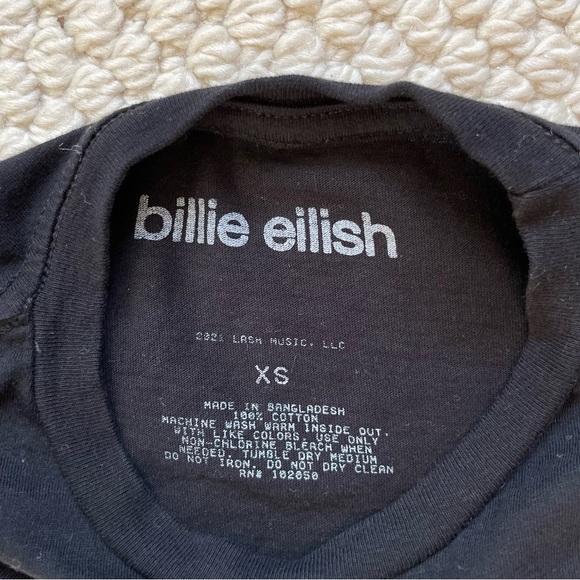 billie eilish
2021 LASH MUSIC, LLC
XS
MADE IN BANGLADESH
100% COTTON
MACHINE WASH WARM INSIDE OUT,
WITH LIKE COLORS. USE ONLY
NON-CHLORINE BLEACH WHEN
NEEDED. TUMBLE DRY MEDIUM
DO NOT IRON. DO NOT DRY CLEAN
RN# 102050